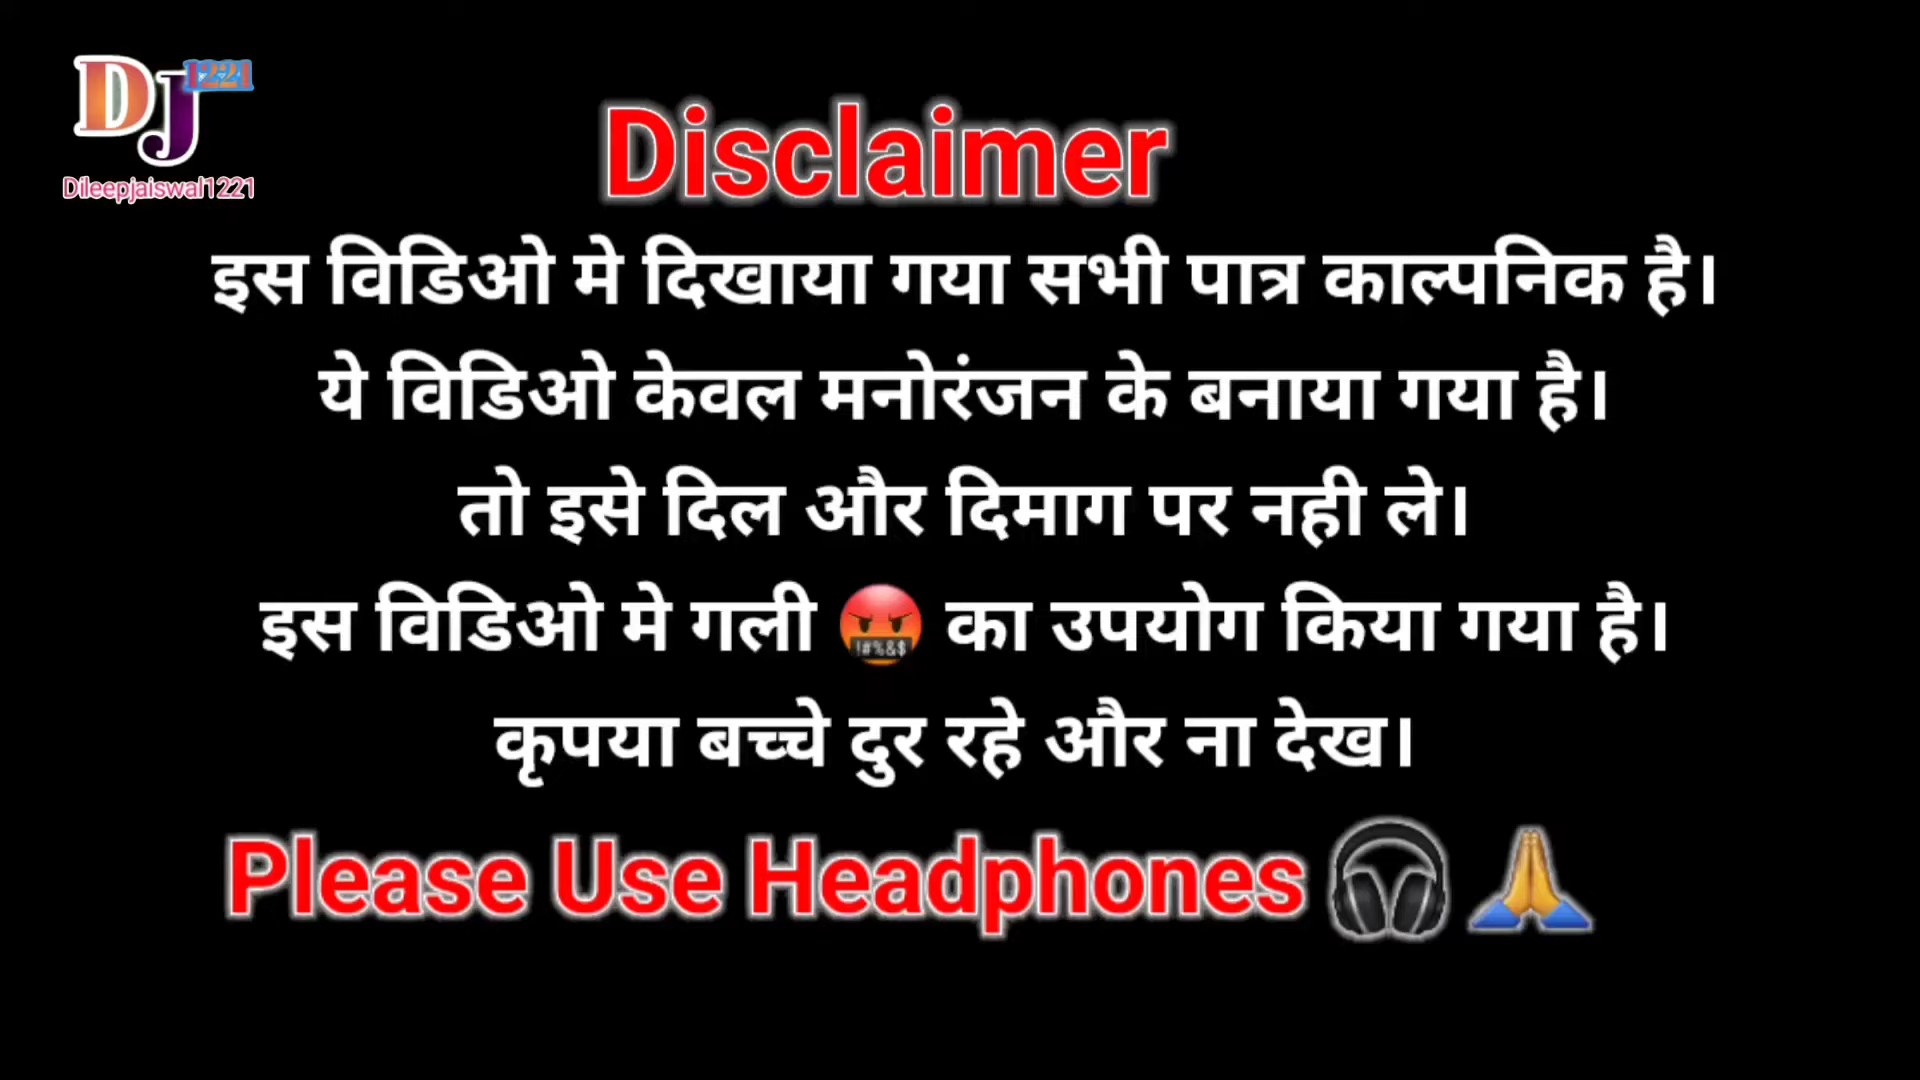 DJ 1221
Dileepjaiswal1221
Disclaimer
इस विडिओ मे दिखाया गया सभी पात्र काल्पनिक है।
ये विडिओ केवल मनोरंजन के बनाया गया है।
तो इसे दिल और दिमाग पर नही ले।
इस विडिओ मे गली 🤬 का उपयोग किया गया है।
कृपया बच्चे दुर रहे और ना देख।
Please Use Headphones 🎧 🙏